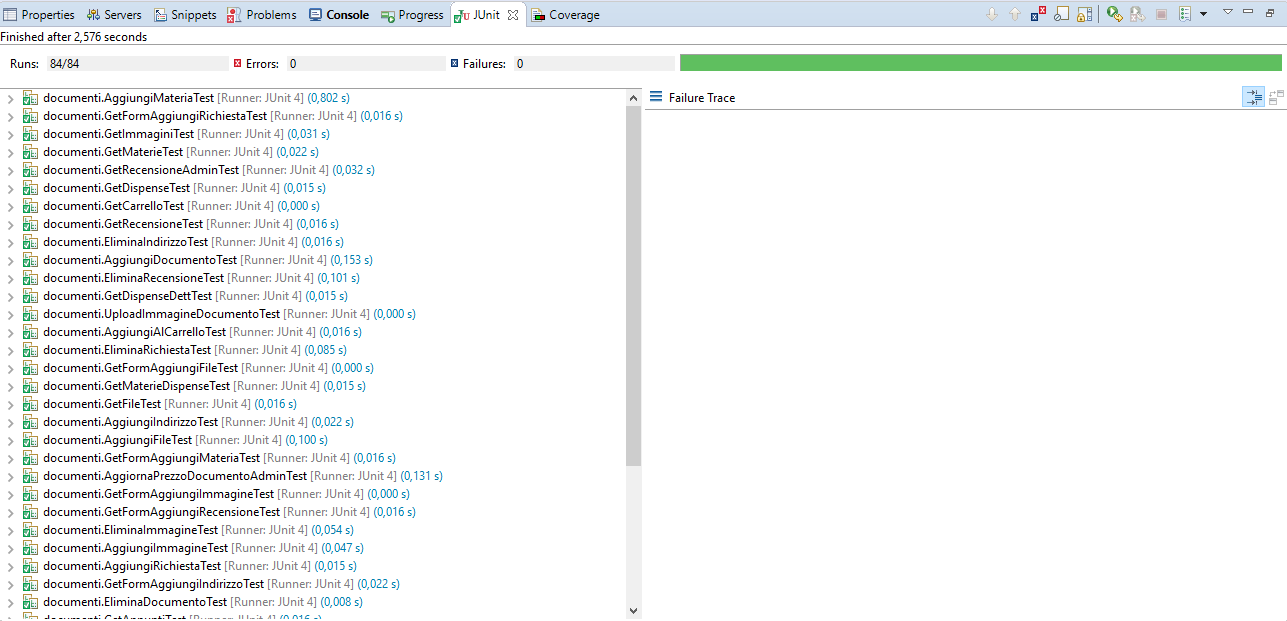 Properties Servers Snippets Problems Console Progress JUnit Coverage
Finished after 2,576 seconds
Runs: 84/84 Errors: 0 Failures: 0
Failure Trace
documenti.AggiungiMateriaTest [Runner: JUnit 4] (0,802 s)
documenti.GetFormAggiungiRichiestaTest [Runner: JUnit 4] (0,016 s)
documenti.GetImmaginiTest [Runner: JUnit 4] (0,031 s)
documenti.GetMaterieTest [Runner: JUnit 4] (0,022 s)
documenti.GetRecensioneAdminTest [Runner: JUnit 4] (0,032 s)
documenti.GetDispenseTest [Runner: JUnit 4] (0,015 s)
documenti.GetCarrelloTest [Runner: JUnit 4] (0,000 s)
documenti.GetRecensioneTest [Runner: JUnit 4] (0,016 s)
documenti.EliminaIndirizzoTest [Runner: JUnit 4] (0,016 s)
documenti.AggiungiDocumentoTest [Runner: JUnit 4] (0,153 s)
documenti.EliminaRecensioneTest [Runner: JUnit 4] (0,101 s)
documenti.GetDispenseDettTest [Runner: JUnit 4] (0,015 s)
documenti.UploadImmagineDocumentoTest [Runner: JUnit 4] (0,000 s)
documenti.AggiungiAlCarrelloTest [Runner: JUnit 4] (0,016 s)
documenti.EliminaRichiestaTest [Runner: JUnit 4] (0,085 s)
documenti.GetFormAggiungiFileTest [Runner: JUnit 4] (0,000 s)
documenti.GetMaterieDispenseTest [Runner: JUnit 4] (0,015 s)
documenti.GetFileTest [Runner: JUnit 4] (0,016 s)
documenti.AggiungiIndirizzoTest [Runner: JUnit 4] (0,022 s)
documenti.AggiungiFileTest [Runner: JUnit 4] (0,100 s)
documenti.GetFormAggiungiMateriaTest [Runner: JUnit 4] (0,016 s)
documenti.AggiornaPrezzoDocumentoAdminTest [Runner: JUnit 4] (0,131 s)
documenti.GetFormAggiungiImmagineTest [Runner: JUnit 4] (0,000 s)
documenti.GetFormAggiungiRecensioneTest [Runner: JUnit 4] (0,016 s)
documenti.EliminaImmagineTest [Runner: JUnit 4] (0,054 s)
documenti.AggiungiImmagineTest [Runner: JUnit 4] (0,047 s)
documenti.AggiungiRichiestaTest [Runner: JUnit 4] (0,015 s)
documenti.GetFormAggiungiIndirizzoTest [Runner: JUnit 4] (0,022 s)
documenti.EliminaDocumentoTest [Runner: JUnit 4] (0,008 s)
documenti.GetAppuntiTest [Runner: JUnit 4] (0,016 s)